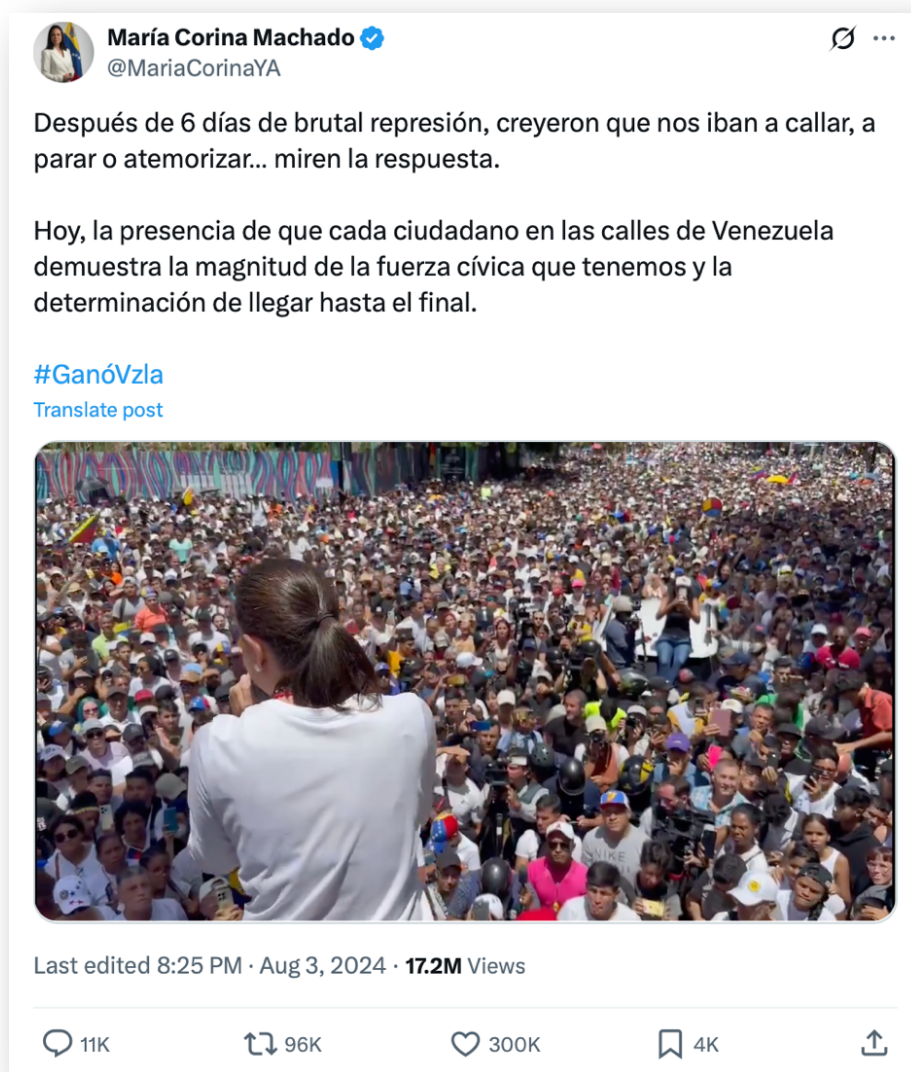 María Corina Machado
@MariaCorinaYA
Después de 6 días de brutal represión, creyeron que nos iban a callar, a
parar o atemorizar... miren la respuesta.
Hoy, la presencia de que cada ciudadano en las calles de Venezuela
demuestra la magnitud de la fuerza cívica que tenemos y la
determinación de llegar hasta el final.
#GanóVzla
Translate post
NIKE
Last edited 8:25 PM · Aug 3, 2024 · 17.2M Views
11K
96K
300K
4K